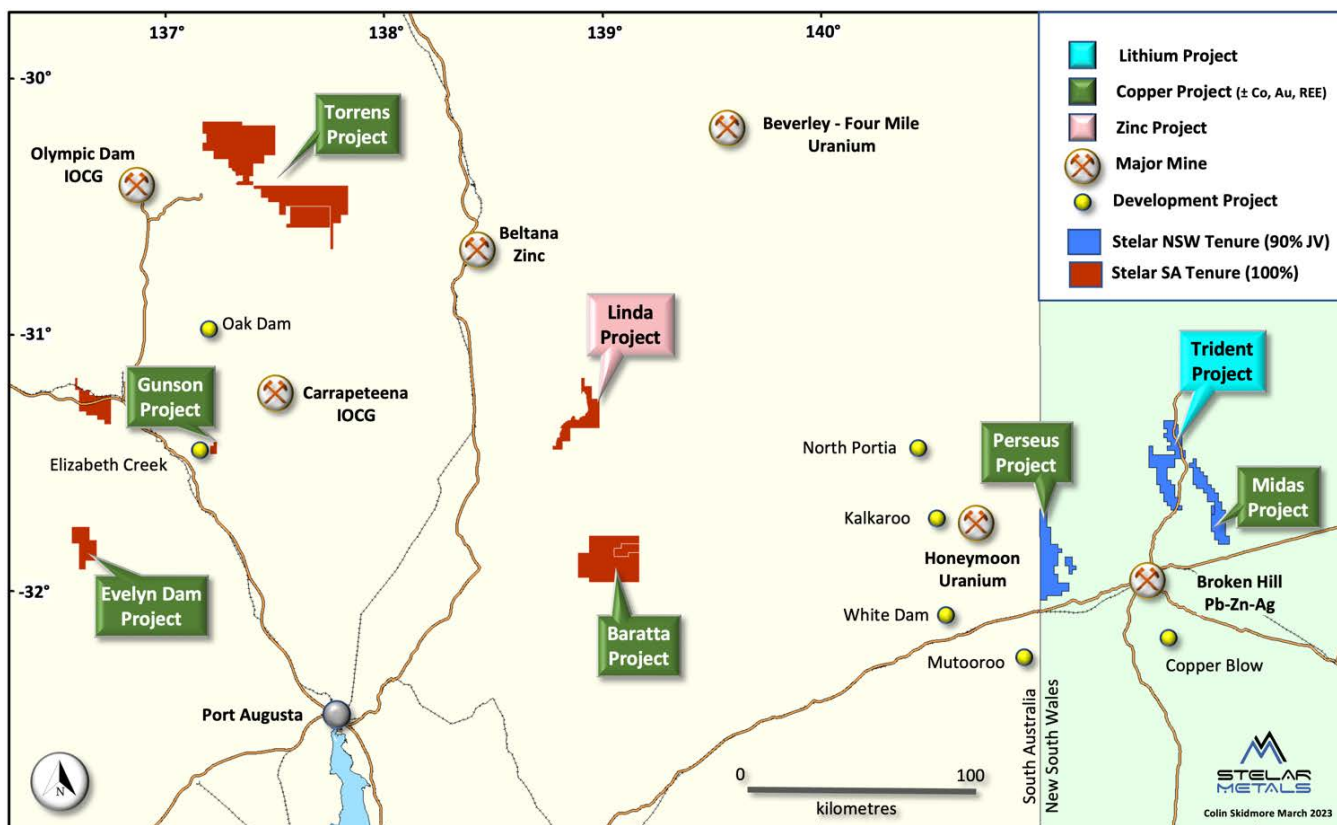 137°
138°
139°
140°
-30°
-31°
-32°
Lithium Project
Copper Project (± Co, Au, REE)
Zinc Project
Major Mine
Development Project
Stelar NSW Tenure (90% JV)
Stelar SA Tenure (100%)
Torrens
Project
Olympic Dam
IOCG
Beverley - Four Mile
Uranium
Beltana
Zinc
Oak Dam
Linda
Project
Gunson
Project
Carrapeteena
IOCG
Elizabeth Creek
Trident
Project
North Portia
Perseus
Project
Midas
Project
Kalkaroo
Honeymoon
Uranium
Evelyn Dam
Project
Baratta
Project
Broken Hill
Pb-Zn-Ag
White Dam
Mutooroo
Copper Blow
Port Augusta
South Australia
New South Wales
0
100
kilometres
N
STELAR
METALS
Colin Skidmore March 2023